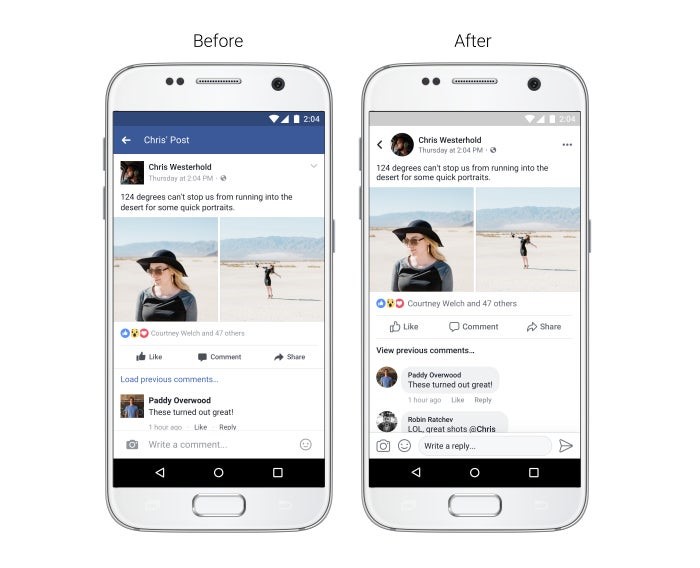 Before
After
2:04
Chris' Post
Chris Westerhold
Thursday at 2:04 PM ·
124 degrees can't stop us from running into the
desert for some quick portraits.
Courtney Welch and 47 others
Like Comment Share
Load previous comments...
Paddy Overwood
These turned out great!
1 hour ago · Like · Reply
Write a comment...
2:04
Chris Westerhold
Thursday at 2:04 PM ·
124 degrees can't stop us from running into the
desert for some quick portraits.
Courtney Welch and 47 others
Like Comment Share
View previous comments...
Paddy Overwood
These turned out great!
1 hour ago Like Reply
Robin Ratchev
LOL, great shots @Chris
Write a reply...